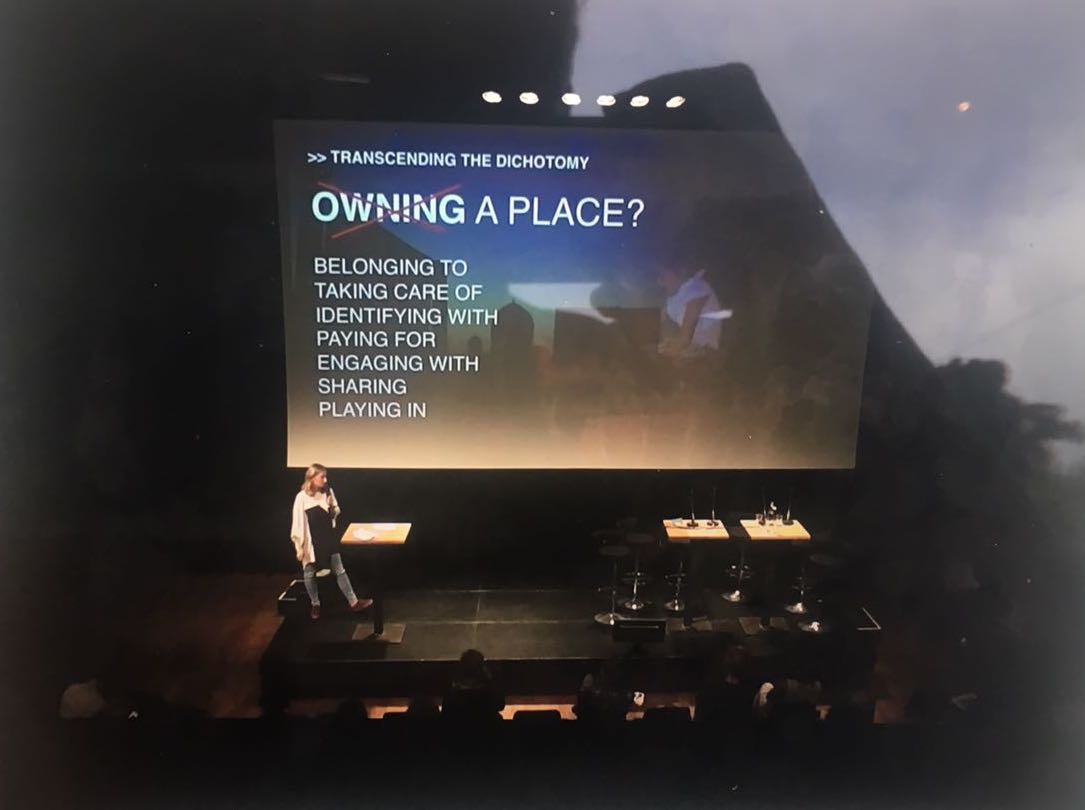 >> TRANSCENDING THE DICHOTOMY
OWNING A PLACE?
BELONGING TO
TAKING CARE OF
IDENTIFYING WITH
PAYING FOR
ENGAGING WITH
SHARING
PLAYING IN